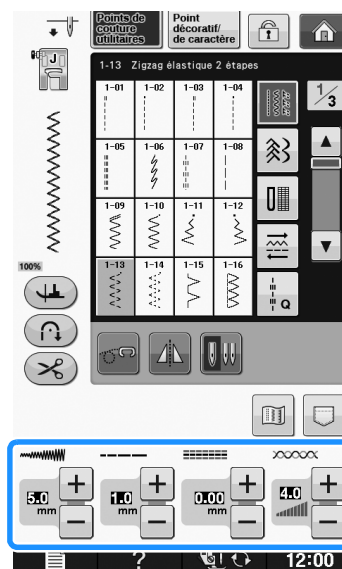 Points de
couture
utilitaires
Point
décoratif/
de caractère
J
1-13 Zigzag élastique 2 étapes
1/3
1-01 1-02 1-03 1-04
1-05 1-06 1-07 1-08
1-09 1-10 1-11 1-12
1-13 1-14 1-15 1-16
Q
100%
5.0 mm
1.0 mm
0.00 mm
4.0
?
12:00